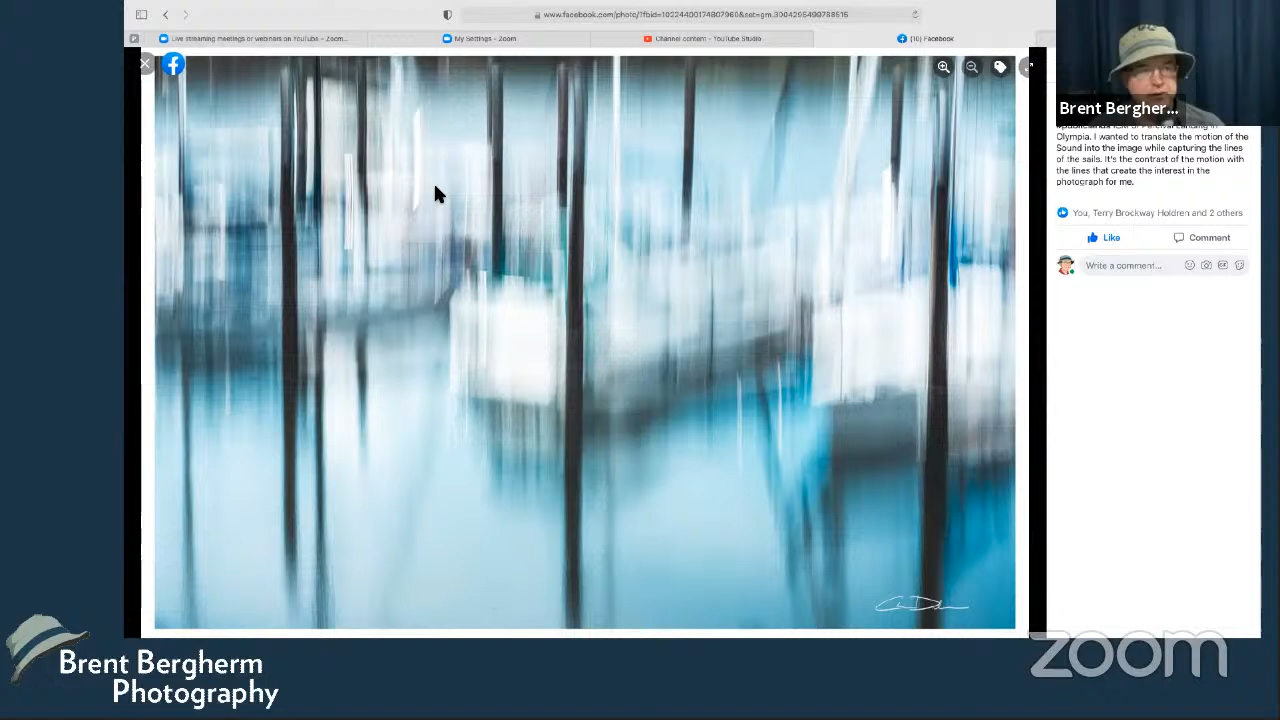 www.facebook.com/photo/?fbid=10224400174807960&set=gm.3004295499788515
Live streaming meetings or webinars on YouTube – Zoom...
My Settings - Zoom
Channel content - YouTube Studio
(10) Facebook
Brent Bergher...
Olympia. I wanted to translate the motion of the
Sound into the image while capturing the lines
of the sails. It's the contrast of the motion with
the lines that create the interest in the
photograph for me.
You, Terry Brockway Holdren and 2 others
Like
Comment
Write a comment...
Brent Bergherm
Photography
zoom